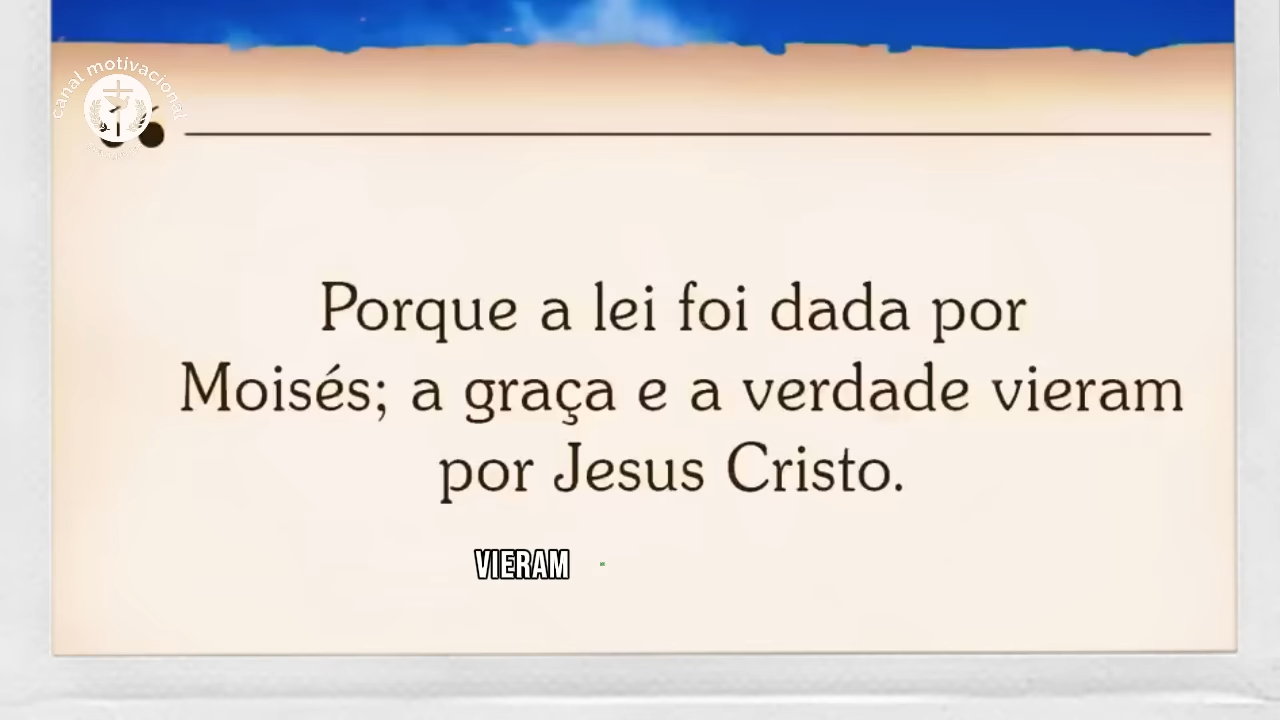 canal motivacional
Porque a lei foi dada por
Moisés; a graça e a verdade vieram
por Jesus Cristo.
VIERAM